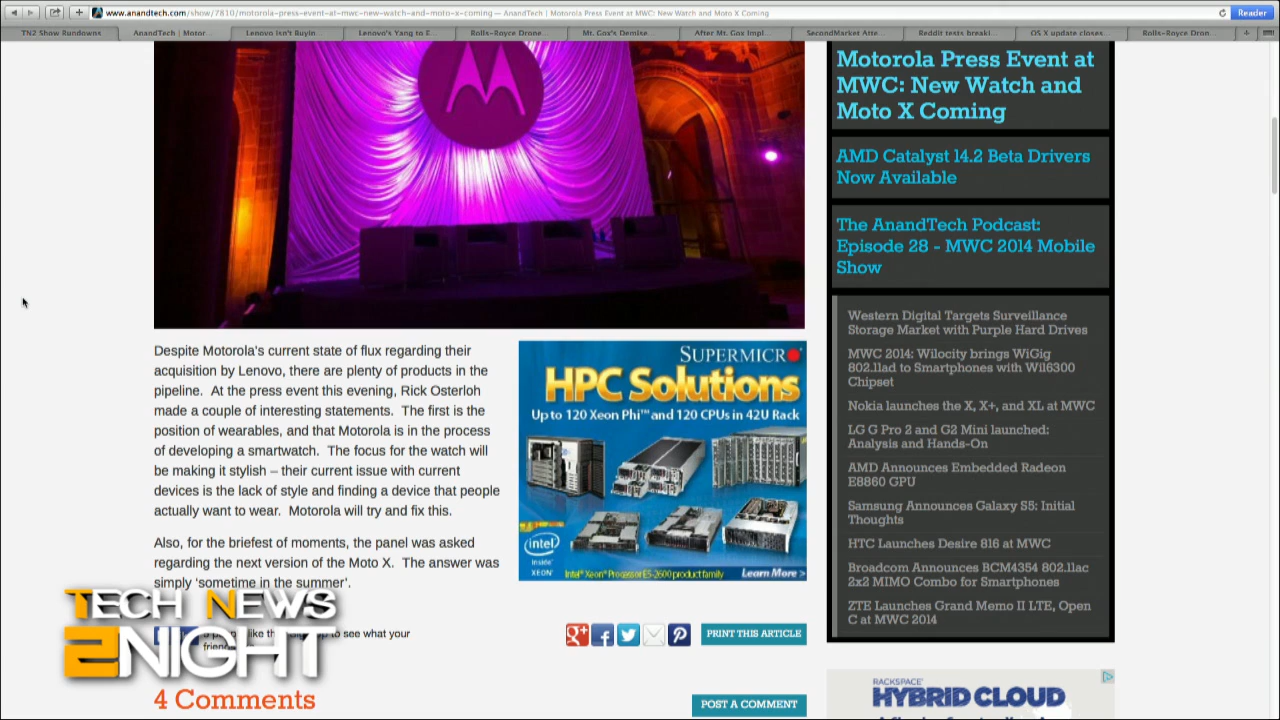 www.anandtech.com/show/7810/motorola-press-event-at-mwc-new-watch-and-moto-x-coming — AnandTech | Motorola Press Event at MWC: New Watch and Moto X Coming
Reader
TN2 Show Rundowns
AnandTech | Motor...
Lenovo Isn't Buyin...
Lenovo's Yang to E...
Rolls-Royce Drone...
Mt. Gox's Demise...
After Mt. Gox Impl...
SecondMarket Atte...
Reddit tests breaki...
OS X update closes...
Rolls-Royce Dron...
Despite Motorola's current state of flux regarding their
acquisition by Lenovo, there are plenty of products in the
pipeline. At the press event this evening, Rick Osterloh
made a couple of interesting statements. The first is the
position of wearables, and that Motorola is in the process
of developing a smartwatch. The focus for the watch will
be making it stylish – their current issue with current
devices is the lack of style and finding a device that people
actually want to wear. Motorola will try and fix this.
Also, for the briefest of moments, the panel was asked
regarding the next version of the Moto X. The answer was
simply 'sometime in the summer'.
SUPERMICRO
HPC Solutions
Up to 120 Xeon Phi™ and 120 CPUs in 42U Rack
intel
inside
XEON
Intel® Xeon® Processor E5-2600 product family
Learn More >
to see what your
TECH NEWS
2NIGHT
PRINT THIS ARTICLE
4 Comments
POST A COMMENT
Motorola Press Event at
MWC: New Watch and
Moto X Coming
AMD Catalyst 14.2 Beta Drivers
Now Available
The AnandTech Podcast:
Episode 28 - MWC 2014 Mobile
Show
Western Digital Targets Surveillance
Storage Market with Purple Hard Drives
MWC 2014: Wilocity brings WiGig
802.11ad to Smartphones with Wil6300
Chipset
Nokia launches the X, X+, and XL at MWC
LG G Pro 2 and G2 Mini launched:
Analysis and Hands-On
AMD Announces Embedded Radeon
E8860 GPU
Samsung Announces Galaxy S5: Initial
Thoughts
HTC Launches Desire 816 at MWC
Broadcom Announces BCM4354 802.11ac
2x2 MIMO Combo for Smartphones
ZTE Launches Grand Memo II LTE, Open
C at MWC 2014
RACKSPACE®
HYBRID CLOUD